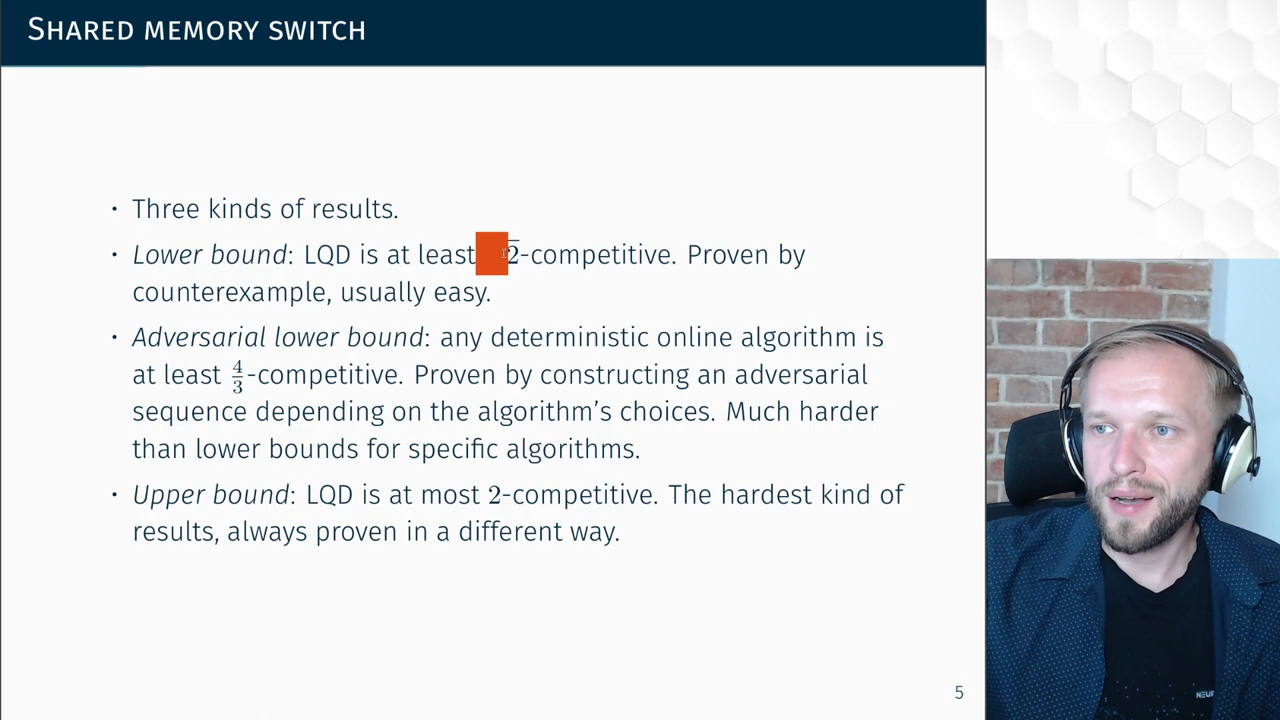 SHARED MEMORY SWITCH
• Three kinds of results.
• Lower bound: LQD is at least 2-competitive. Proven by
counterexample, usually easy.
• Adversarial lower bound: any deterministic online algorithm is
at least 4/3-competitive. Proven by constructing an adversarial
sequence depending on the algorithm's choices. Much harder
than lower bounds for specific algorithms.
• Upper bound: LQD is at most 2-competitive. The hardest kind of
results, always proven in a different way.
5